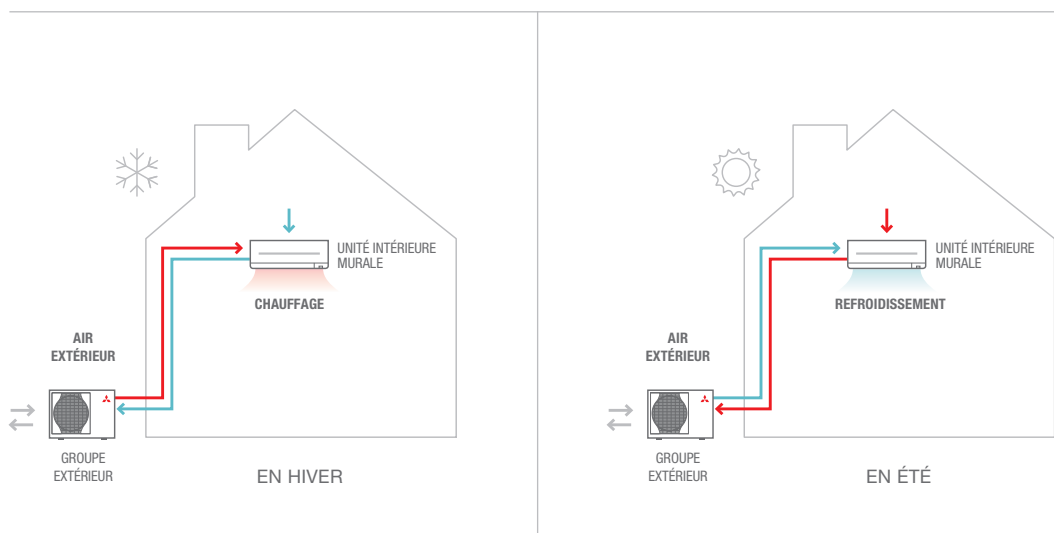 UNITÉ INTÉRIEURE
MURALE
CHAUFFAGE
AIR
EXTÉRIEUR
GROUPE
EXTÉRIEUR
EN HIVER
UNITÉ INTÉRIEURE
MURALE
REFROIDISSEMENT
AIR
EXTÉRIEUR
GROUPE
EXTÉRIEUR
EN ÉTÉ